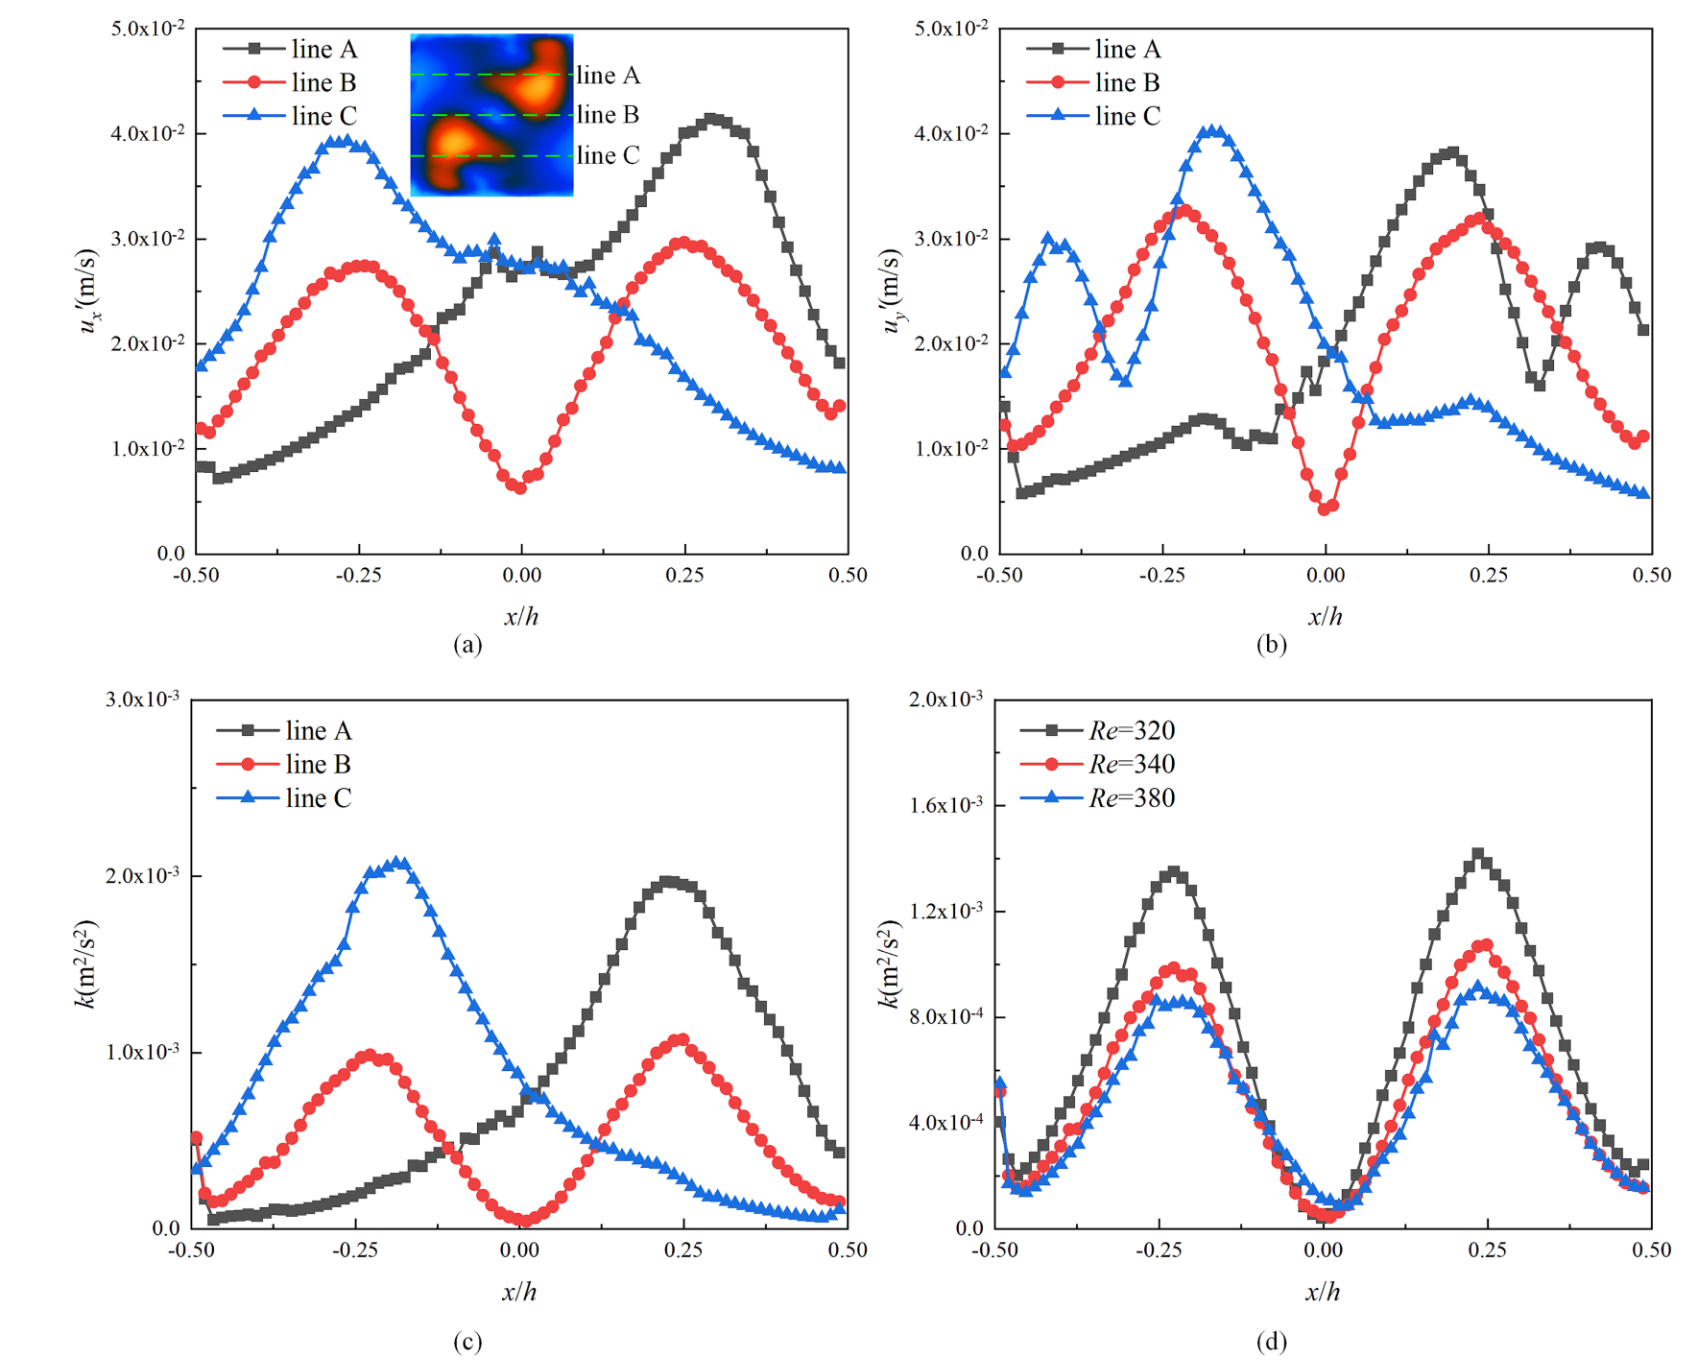 5.0x10⁻²
4.0x10⁻²
3.0x10⁻²
2.0x10⁻²
1.0x10⁻²
0.0
uₓ′(m/s)
line A
line B
line C
line A
line B
line C
-0.50 -0.25 0.00 0.25 0.50
x/h
(a)
5.0x10⁻²
4.0x10⁻²
3.0x10⁻²
2.0x10⁻²
1.0x10⁻²
0.0
u_y′(m/s)
line A
line B
line C
-0.50 -0.25 0.00 0.25 0.50
x/h
(b)
3.0x10⁻³
2.0x10⁻³
1.0x10⁻³
0.0
k(m²/s²)
line A
line B
line C
-0.50 -0.25 0.00 0.25 0.50
x/h
(c)
2.0x10⁻³
1.6x10⁻³
1.2x10⁻³
8.0x10⁻⁴
4.0x10⁻⁴
0.0
k(m²/s²)
Re=320
Re=340
Re=380
-0.50 -0.25 0.00 0.25 0.50
x/h
(d)